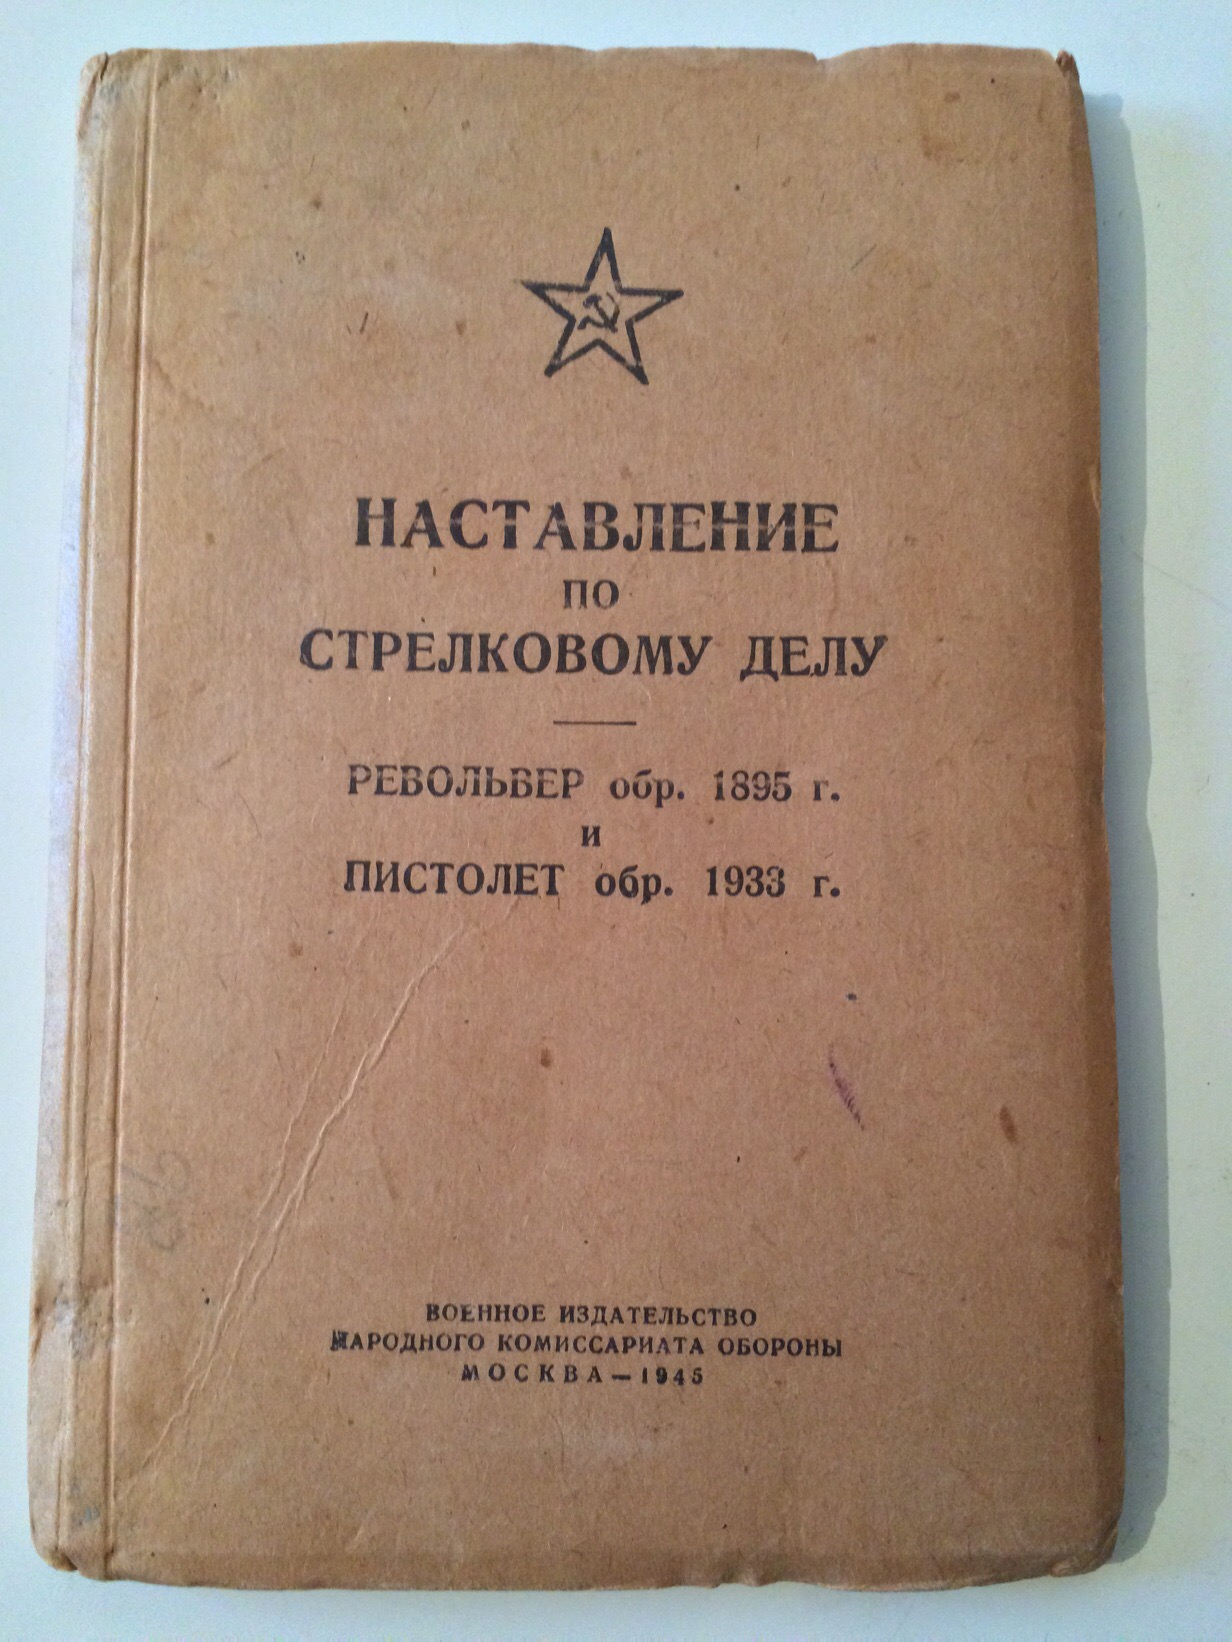 НАСТАВЛЕНИЕ
ПО
СТРЕЛКОВОМУ ДЕЛУ
РЕВОЛЬВЕР обр. 1895 г.
и
ПИСТОЛЕТ обр. 1933 г.
ВОЕННОЕ ИЗДАТЕЛЬСТВО
НАРОДНОГО КОМИССАРИАТА ОБОРОНЫ
МОСКВА — 1945